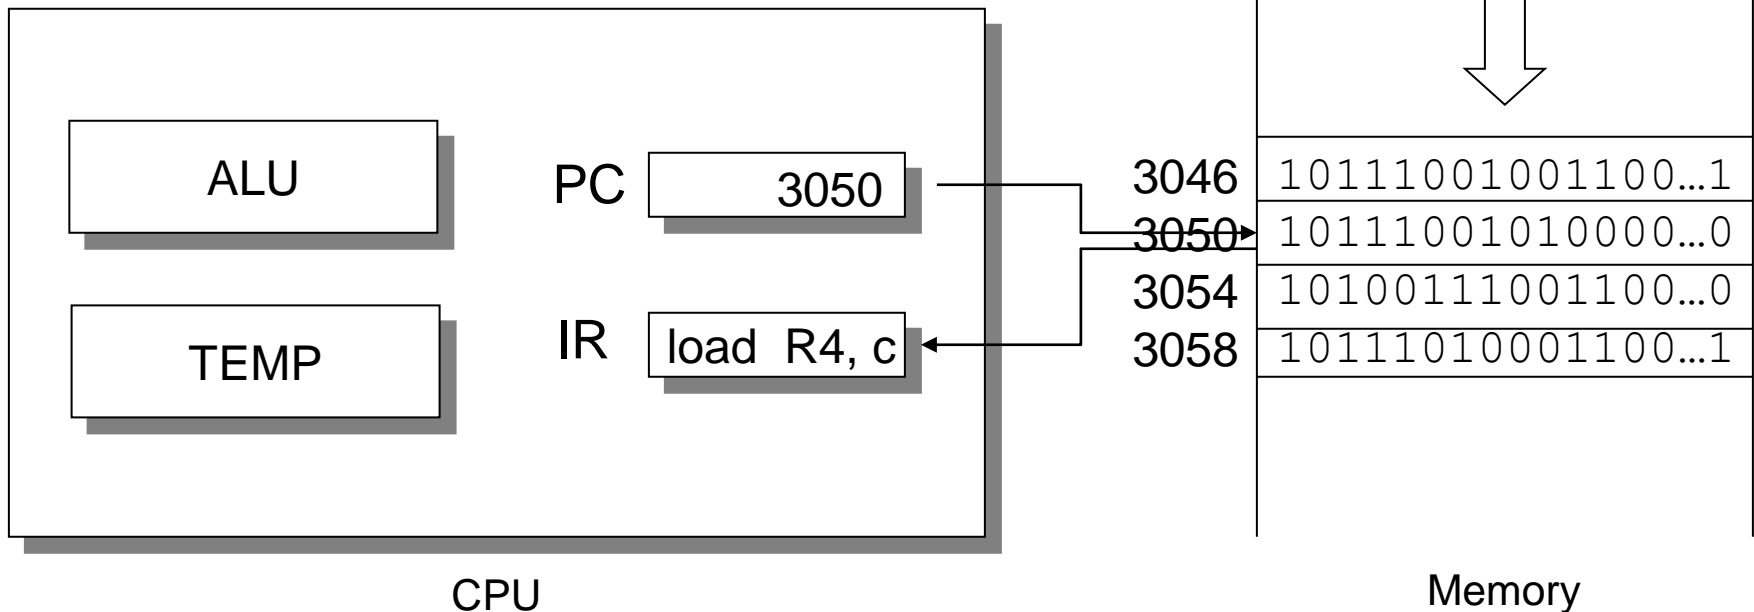 ALU
PC 3050
TEMP
IR load R4, c
3046 10111001001100…1
3050 10111001010000…0
3054 10100111001100…0
3058 10111010001100…1
CPU
Memory